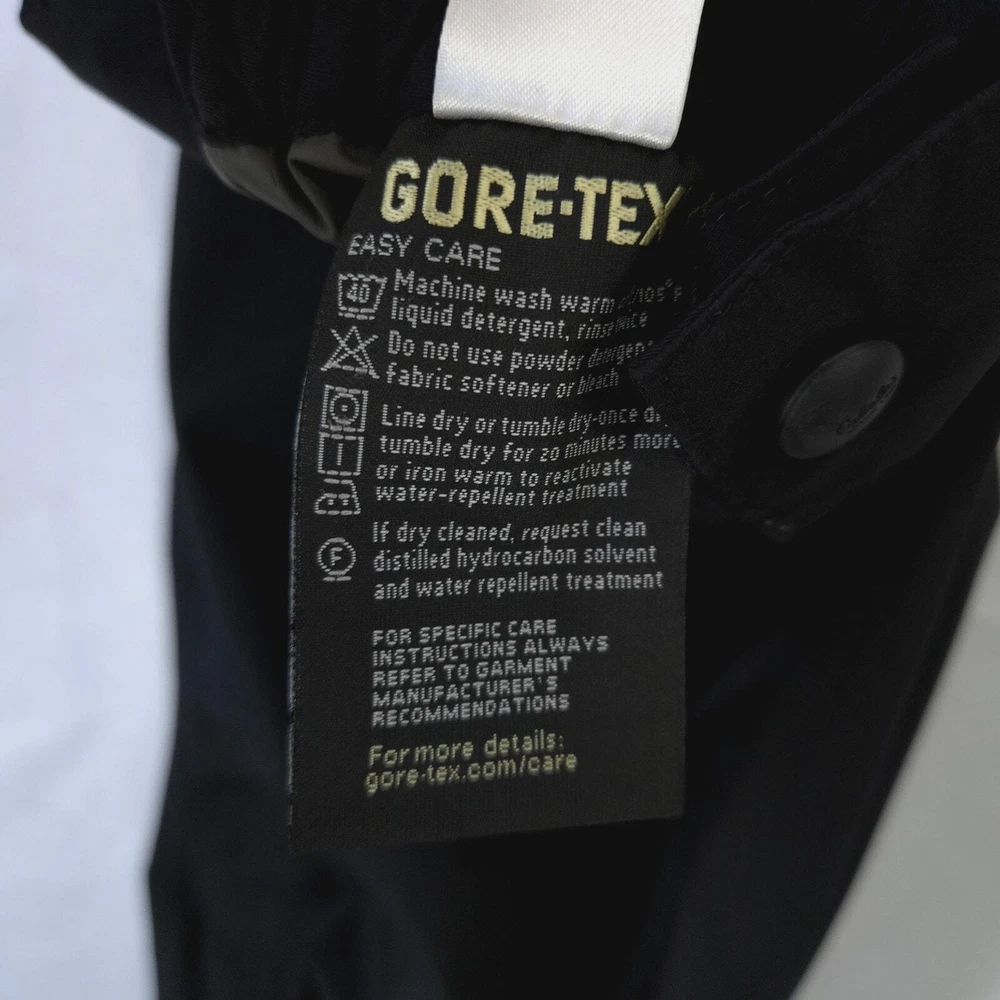 GORE-TEX
EASY CARE
40
Machine wash warm
liquid detergent, rinse twice
Do not use powder detergent
fabric softener or bleach
Line dry or tumble dry-once
tumble dry for 20 minutes more
or iron warm to reactivate
water-repellent treatment
If dry cleaned, request clean
F
distilled hydrocarbon solvent
and water repellent treatment
FOR SPECIFIC CARE
INSTRUCTIONS ALWAYS
REFER TO GARMENT
MANUFACTURER'S
RECOMMENDATIONS
For more details:
gore-tex.com/care